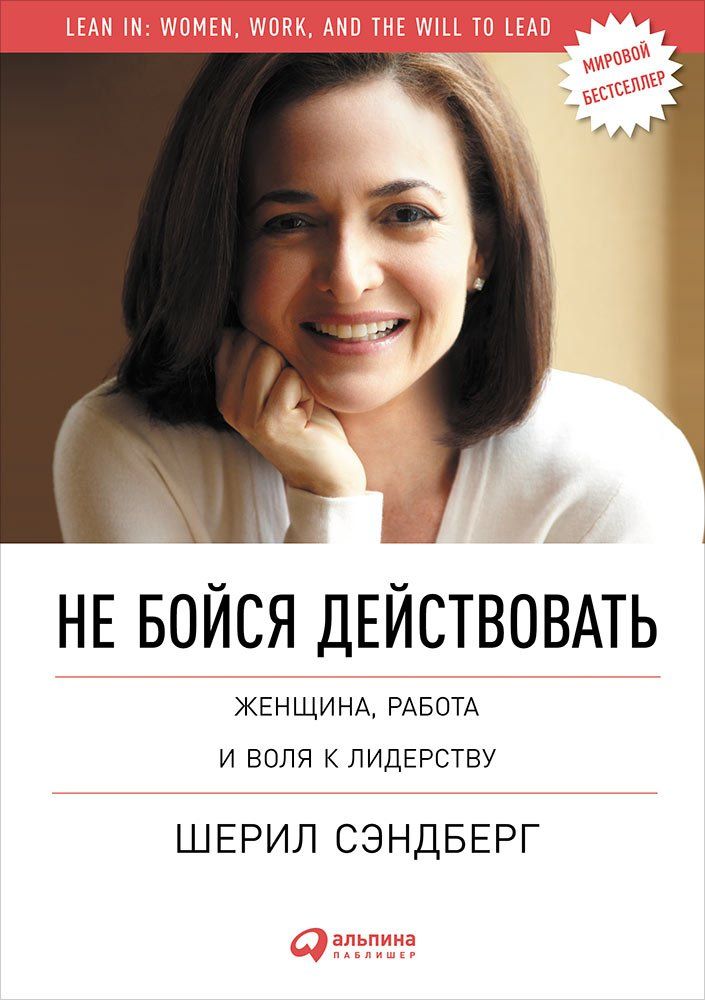 LEAN IN: WOMEN, WORK, AND THE WILL TO LEAD
МИРОВОЙ
БЕСТСЕЛЛЕР
НЕ БОЙСЯ ДЕЙСТВОВАТЬ
ЖЕНЩИНА, РАБОТА
И ВОЛЯ К ЛИДЕРСТВУ
ШЕРИЛ СЭНДБЕРГ
альпина
ПАБЛИШЕР